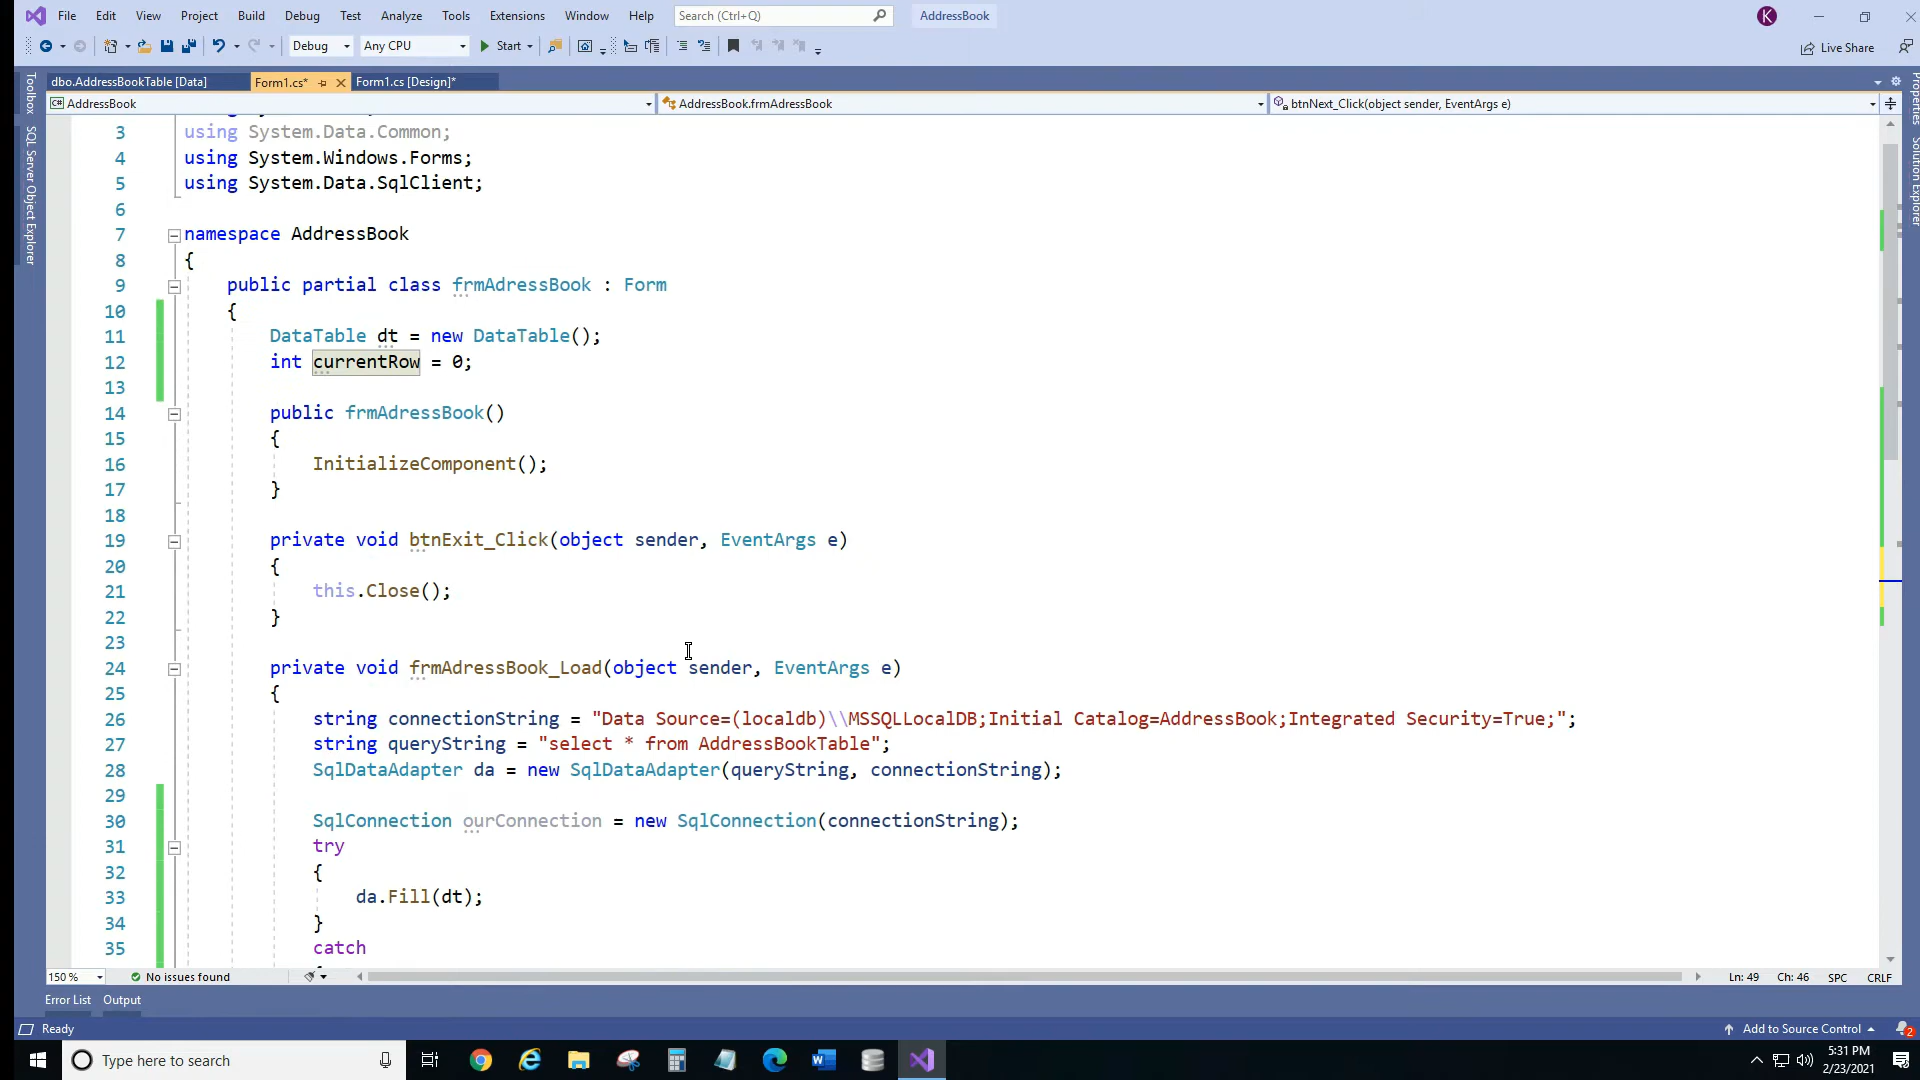 File Edit View Project Build Debug Test Analyze Tools Extensions Window Help Search (Ctrl+Q) AddressBook K
Debug Any CPU Start Live Share
dbo.AddressBookTable [Data] Form1.cs* Form1.cs [Design]*
C# AddressBook AddressBook.frmAdressBook btnNext_Click(object sender, EventArgs e)
Toolbox
SQL Server Object Explorer
Properties
Solution Explorer
3 using System.Data.Common;
4 using System.Windows.Forms;
5 using System.Data.SqlClient;
6
7 namespace AddressBook
8 {
9 public partial class frmAdressBook : Form
10 {
11 DataTable dt = new DataTable();
12 int currentRow = 0;
13
14 public frmAdressBook()
15 {
16 InitializeComponent();
17 }
18
19 private void btnExit_Click(object sender, EventArgs e)
20 {
21 this.Close();
22 }
23
24 private void frmAdressBook_Load(object sender, EventArgs e)
25 {
26 string connectionString = "Data Source=(localdb)\\MSSQLLocalDB;Initial Catalog=AddressBook;Integrated Security=True;";
27 string queryString = "select * from AddressBookTable";
28 SqlDataAdapter da = new SqlDataAdapter(queryString, connectionString);
29
30 SqlConnection ourConnection = new SqlConnection(connectionString);
31 try
32 {
33 da.Fill(dt);
34 }
35 catch
150 % No issues found Ln: 49 Ch: 46 SPC CRLF
Error List Output
Ready Add to Source Control 2
Type here to search 5:31 PM
2/23/2021